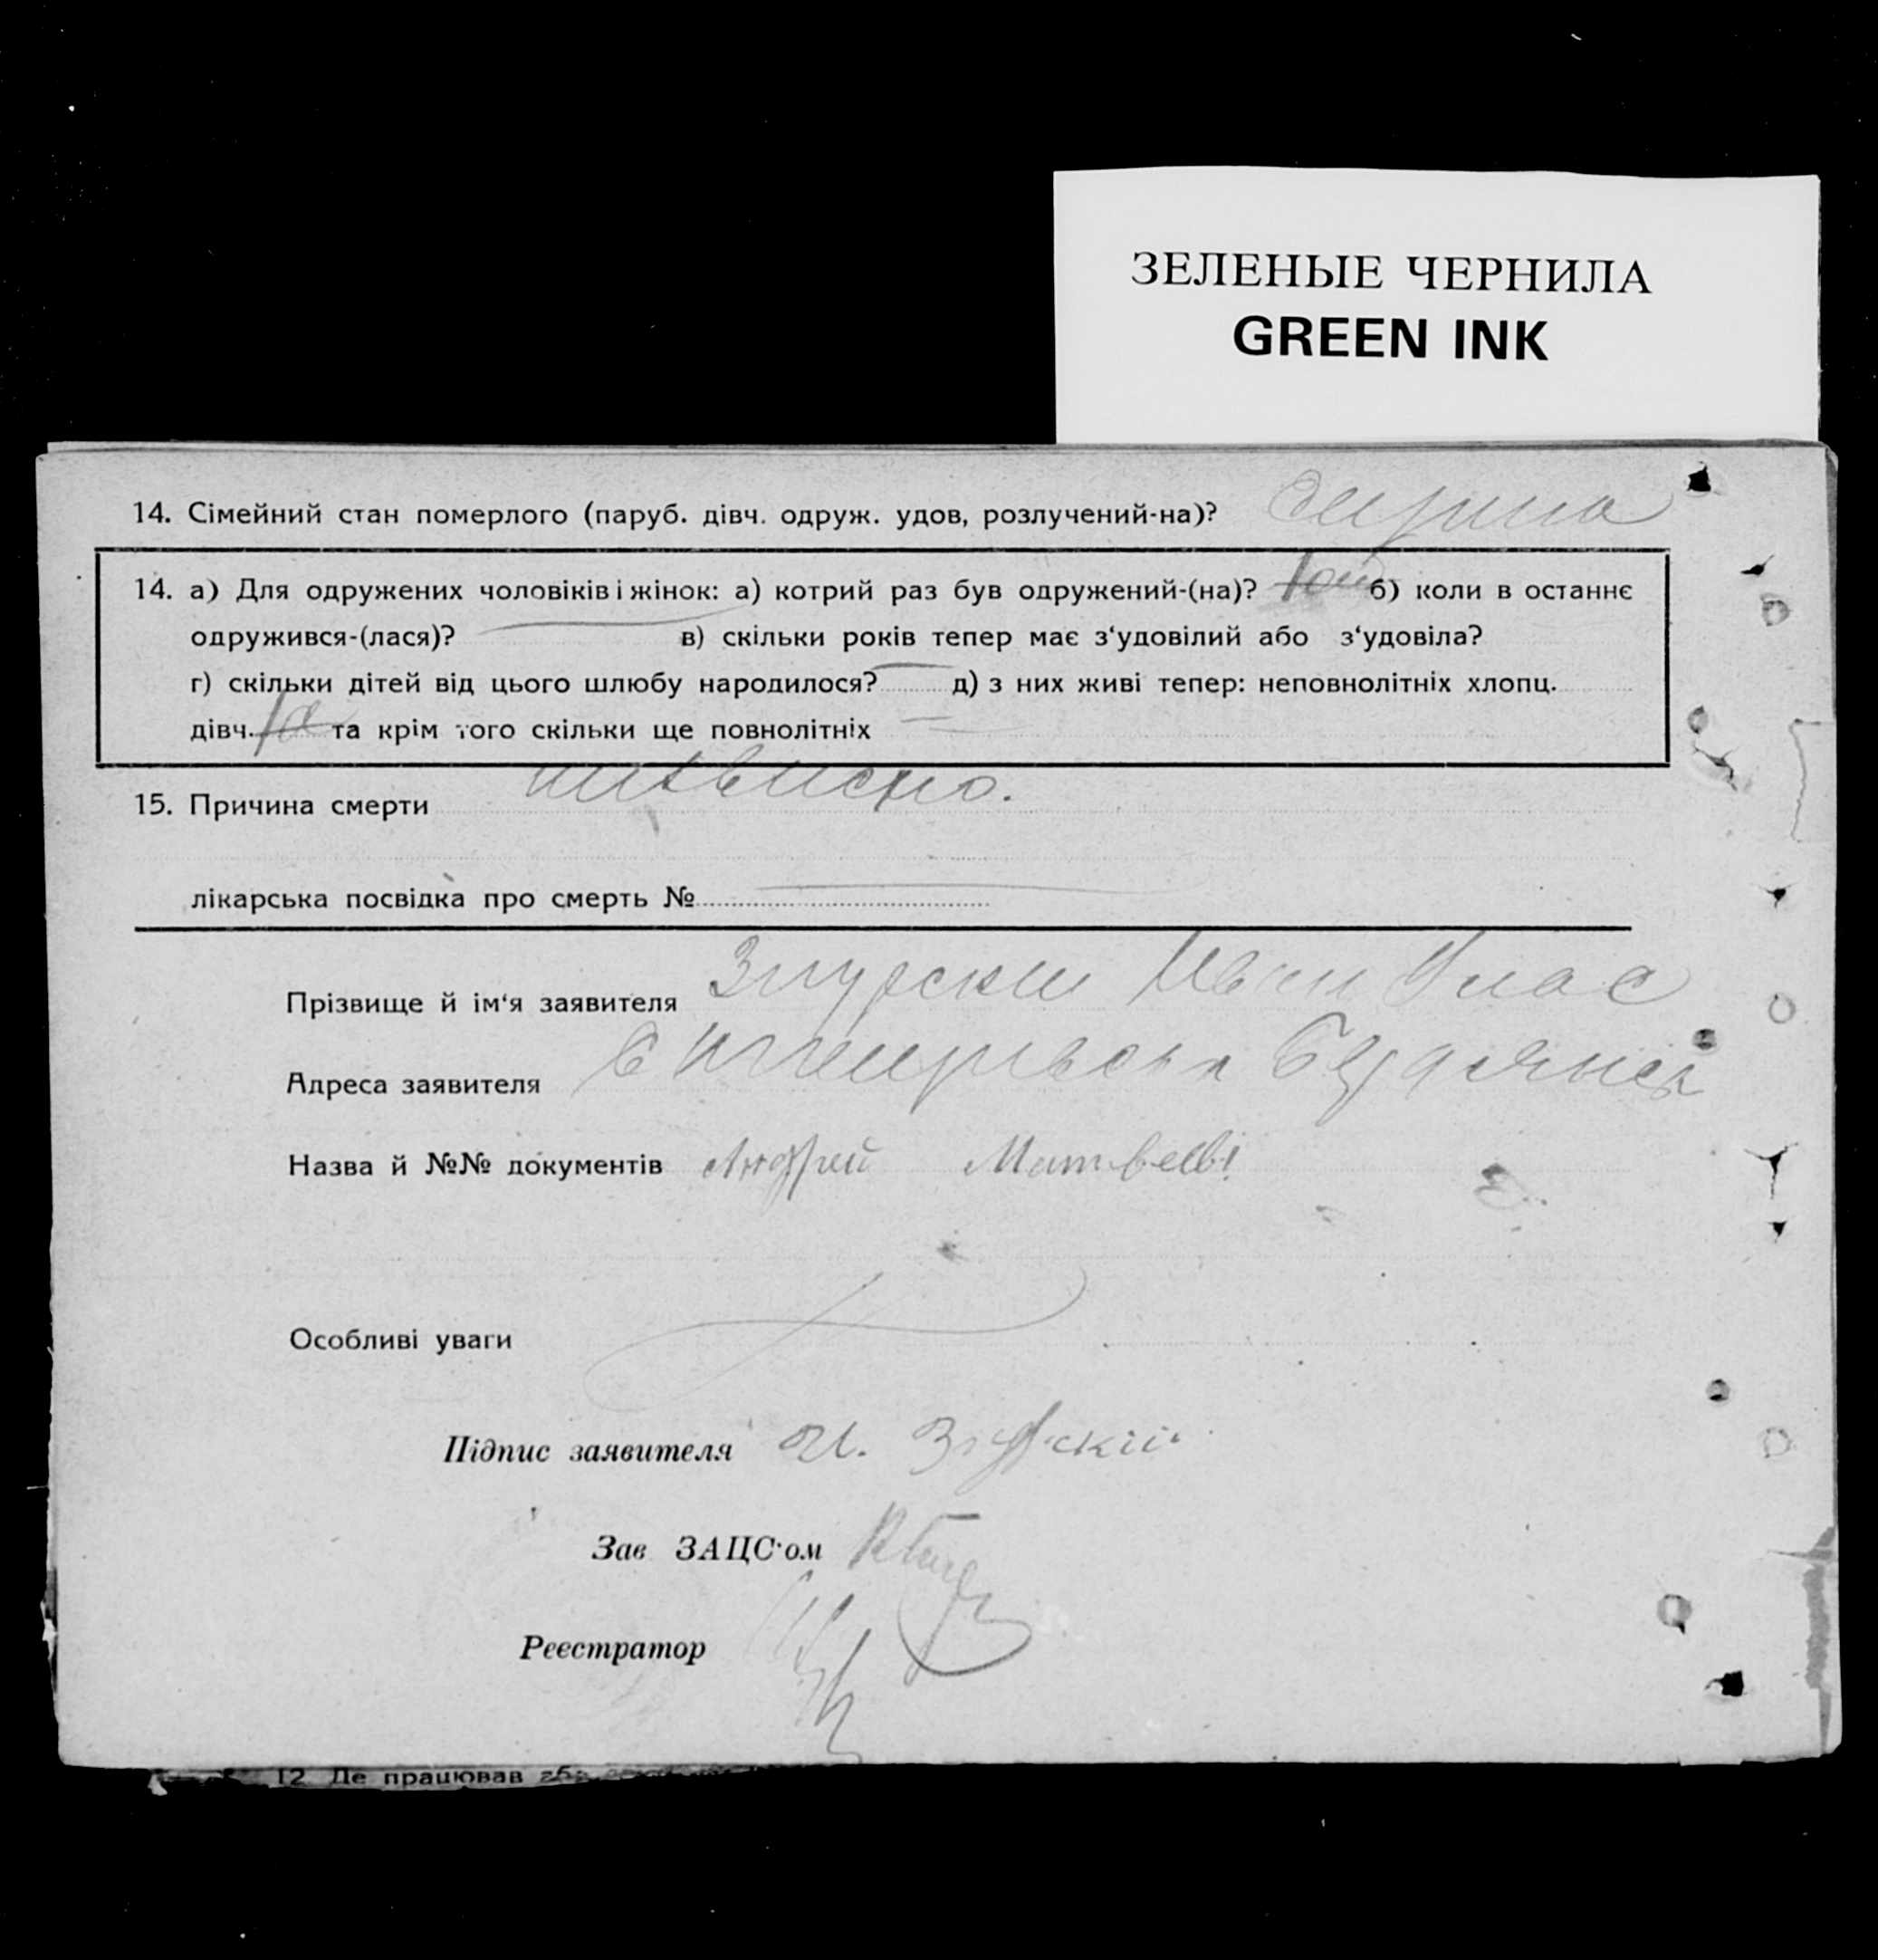 ЗЕЛЕНЫЕ ЧЕРНИЛА
GREEN INK
14. Сімейний стан померлого (паруб. дівч. одруж. удов, розлучений-на)?
14. а) Для одружених чоловіків і жінок: а) котрий раз був одружений-(на)? б) коли в останнє
одружився-(лася)? в) скільки років тепер має з‘удовілий або з‘удовіла?
г) скільки дітей від цього шлюбу народилося? д) з них живі тепер: неповнолітніх хлопц.
дівч. та крім того скільки ще повнолітніх
15. Причина смерти
лікарська посвідка про смерть №
Прізвище й ім‘я заявителя Згурский Иван
Адреса заявителя
Назва й №№ документів Андрей
Особливі уваги
Підпис заявителя И. Згурскій
Зав ЗАЦС‘ом
Реєстратор
12 Де працював